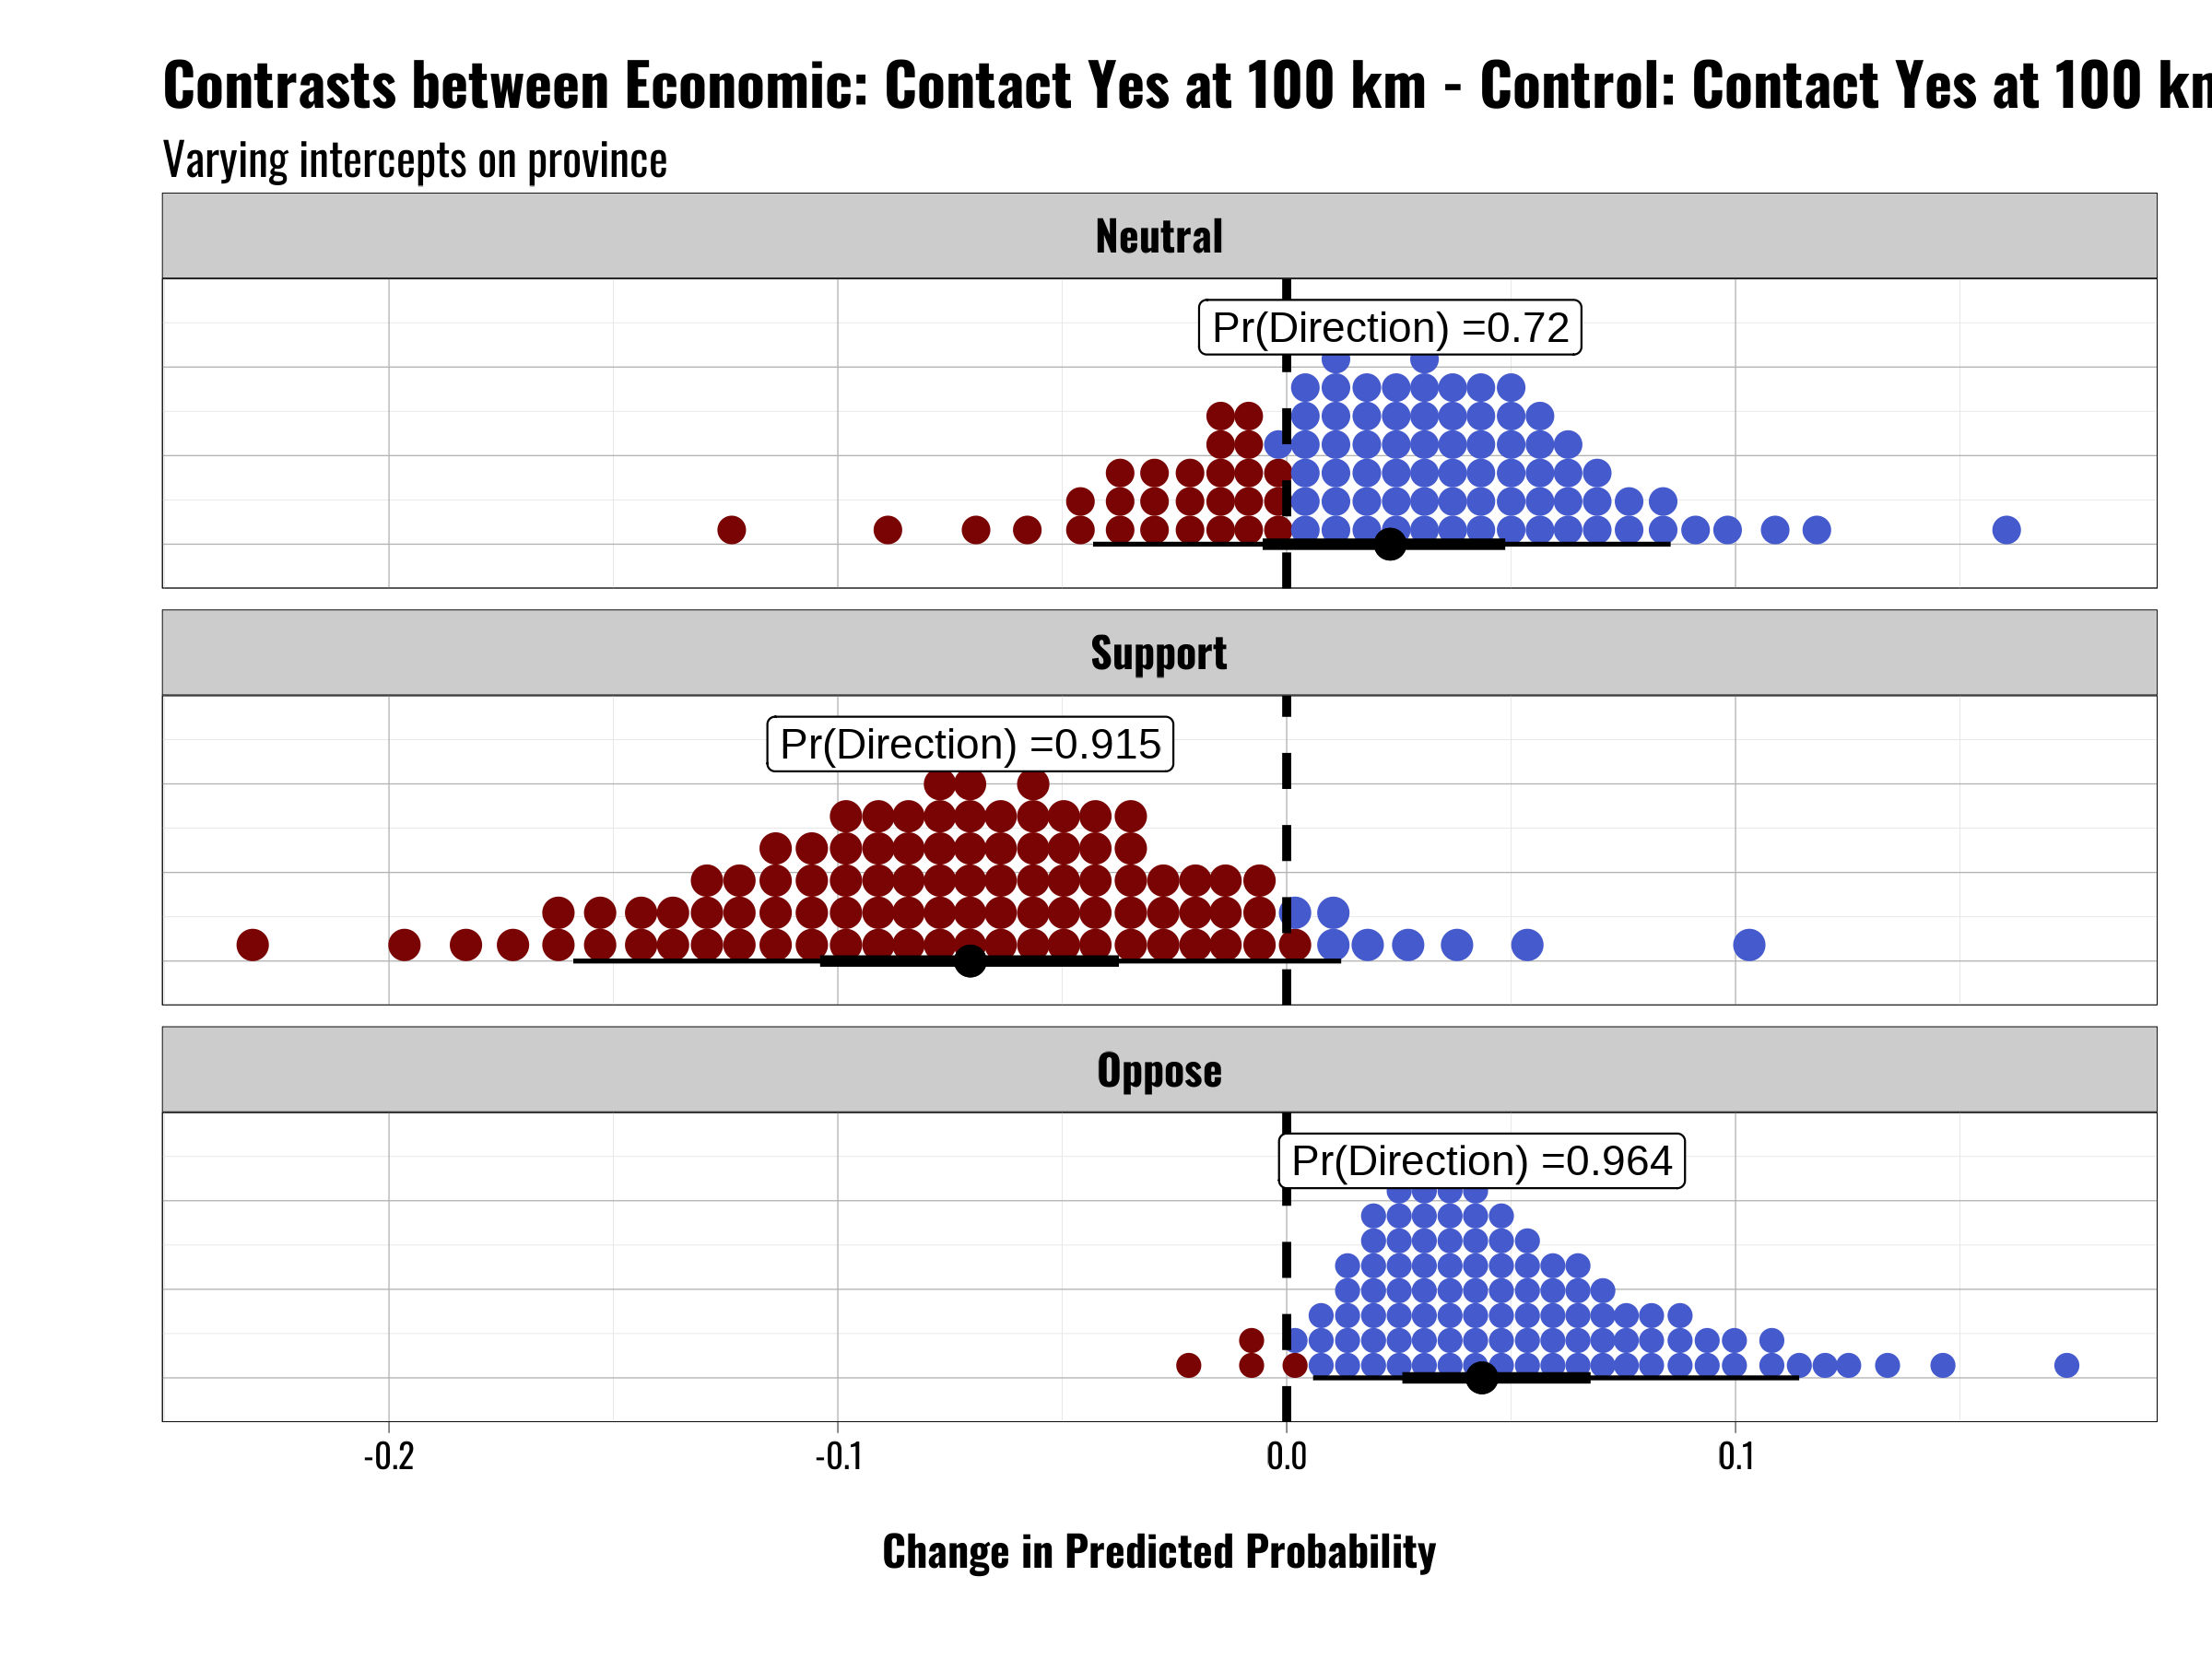 Contrasts between Economic: Contact Yes at 100 km - Control: Contact Yes at 100
Varying intercepts on province
Neutral
Pr(Direction) =0.72
Support
Pr(Direction) =0.915
Oppose
Pr(Direction) =0.964
-0.2 -0.1 0.0 0.1
Change in Predicted Probability